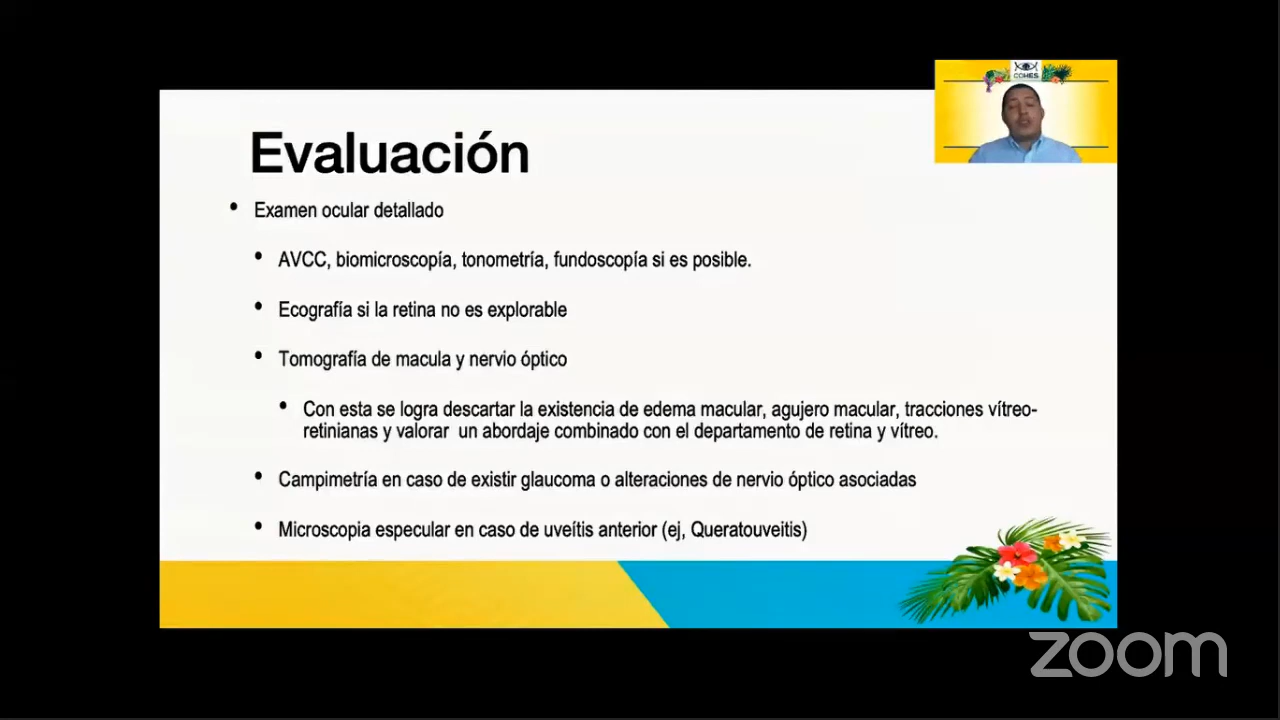 COHES
Evaluación
• Examen ocular detallado
• AVCC, biomicroscopía, tonometría, fundoscopía si es posible.
• Ecografía si la retina no es explorable
• Tomografía de macula y nervio óptico
• Con esta se logra descartar la existencia de edema macular, agujero macular, tracciones vítreo-
retinianas y valorar un abordaje combinado con el departamento de retina y vítreo.
• Campimetría en caso de existir glaucoma o alteraciones de nervio óptico asociadas
• Microscopia especular en caso de uveítis anterior (ej, Queratouveitis)
zoom